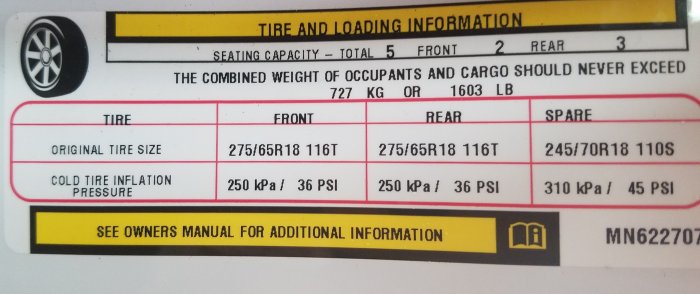 TIRE AND LOADING INFORMATION
SEATING CAPACITY – TOTAL 5 FRONT 2 REAR 3
THE COMBINED WEIGHT OF OCCUPANTS AND CARGO SHOULD NEVER EXCEED
727 KG OR 1603 LB
TIRE FRONT REAR SPARE
ORIGINAL TIRE SIZE 275/65R18 116T 275/65R18 116T 245/70R18 110S
COLD TIRE INFLATION
PRESSURE 250 kPa / 36 PSI 250 kPa / 36 PSI 310 kPa / 45 PSI
SEE OWNERS MANUAL FOR ADDITIONAL INFORMATION
MN622707